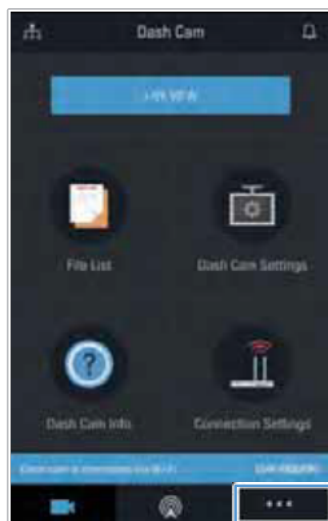 Dash Cam
LIVE VIEW
File List
Dash Cam Settings
Dash Cam Info
Connection Settings